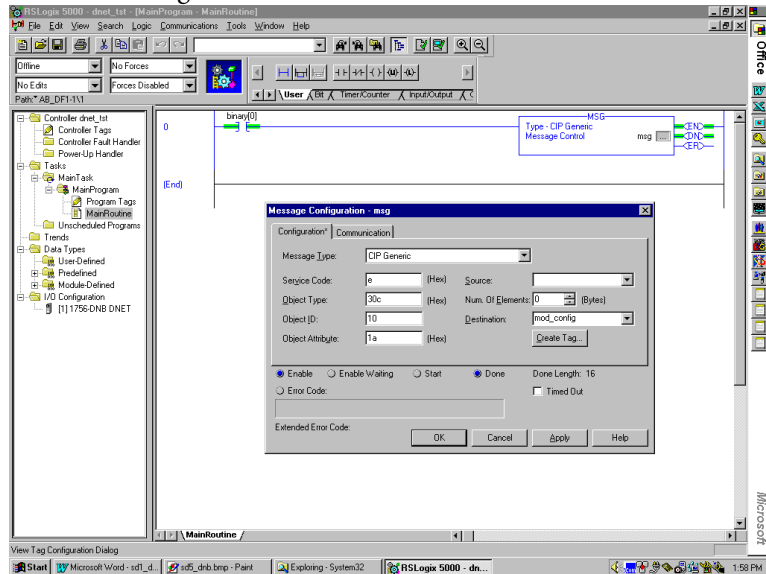 RSLogix 5000 - dnet_tst - [MainProgram - MainRoutine]
File Edit View Search Logic Communications Tools Window Help
Offline
No Forces
No Edits
Forces Disabled
Path:* AB_DF1-1\1
User Bit Timer/Counter Input/Output
Controller dnet_tst
Controller Tags
Controller Fault Handler
Power-Up Handler
Tasks
MainTask
MainProgram
Program Tags
MainRoutine
Unscheduled Programs
Trends
Data Types
User-Defined
Predefined
Module-Defined
I/O Configuration
[1] 1756-DNB DNET
0
binary[0]
MSG
Type - CIP Generic
Message Control msg ...
EN
DN
ER
(End)
Message Configuration - msg
Configuration* Communication
Message Type: CIP Generic
Service Code: e (Hex) Source:
Object Type: 30c (Hex) Num. Of Elements: 0 (Bytes)
Object ID: 10 Destination: mod_config
Object Attribute: 1a (Hex) Create Tag...
Enable Enable Waiting Start Done Done Length: 16
Error Code: Timed Out
Extended Error Code:
OK Cancel Apply Help
MainRoutine
View Tag Configuration Dialog
Start Microsoft Word - sd1_d... sd5_dnb.bmp - Paint Exploring - System32 RSLogix 5000 - dn... 1:58 PM
Office
Microsoft